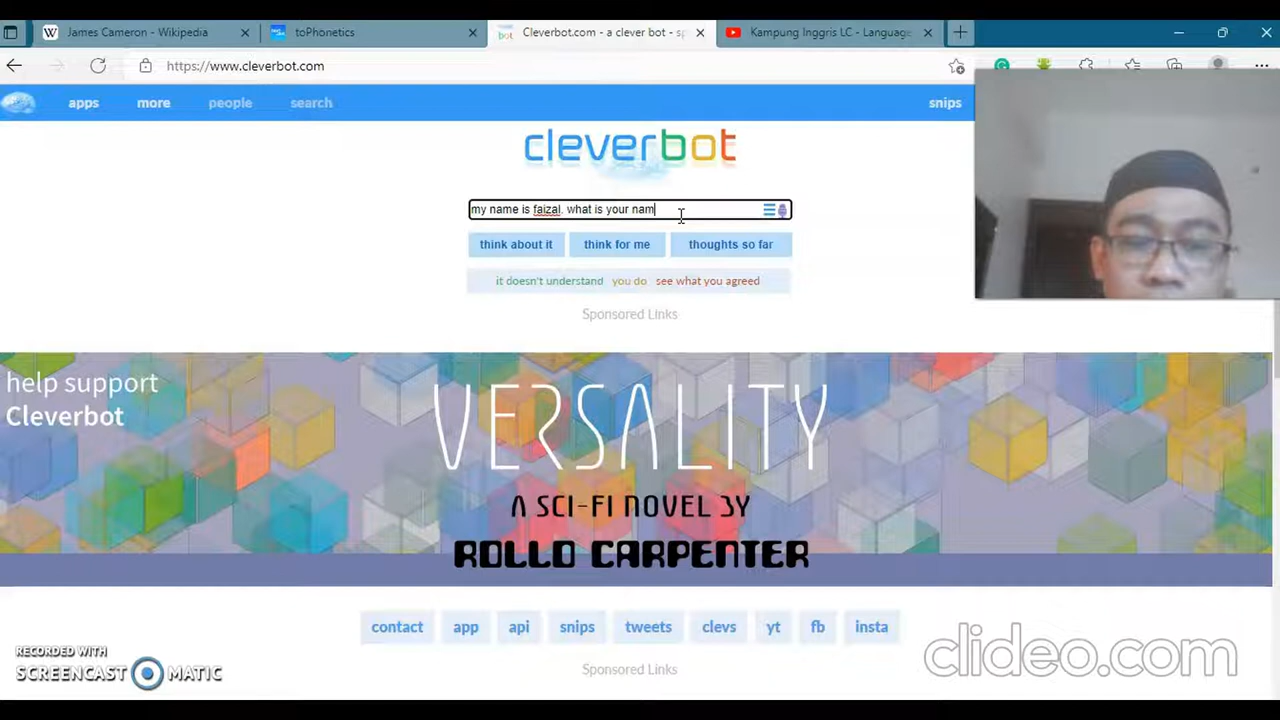 James Cameron - Wikipedia
toPhonetics
Cleverbot.com - a clever bot - sp
Kampung Inggris LC - Language
https://www.cleverbot.com
apps more people search snips
cleverbot
my name is faizal. what is your nam
think about it think for me thoughts so far
it doesn't understand you do see what you agreed
Sponsored Links
help support
Cleverbot
VERSALITY
A SCI-FI NOVEL BY
ROLLO CARPENTER
contact app api snips tweets clevs yt fb insta
Sponsored Links
RECORDED WITH
SCREENCAST MATIC
clideo.com